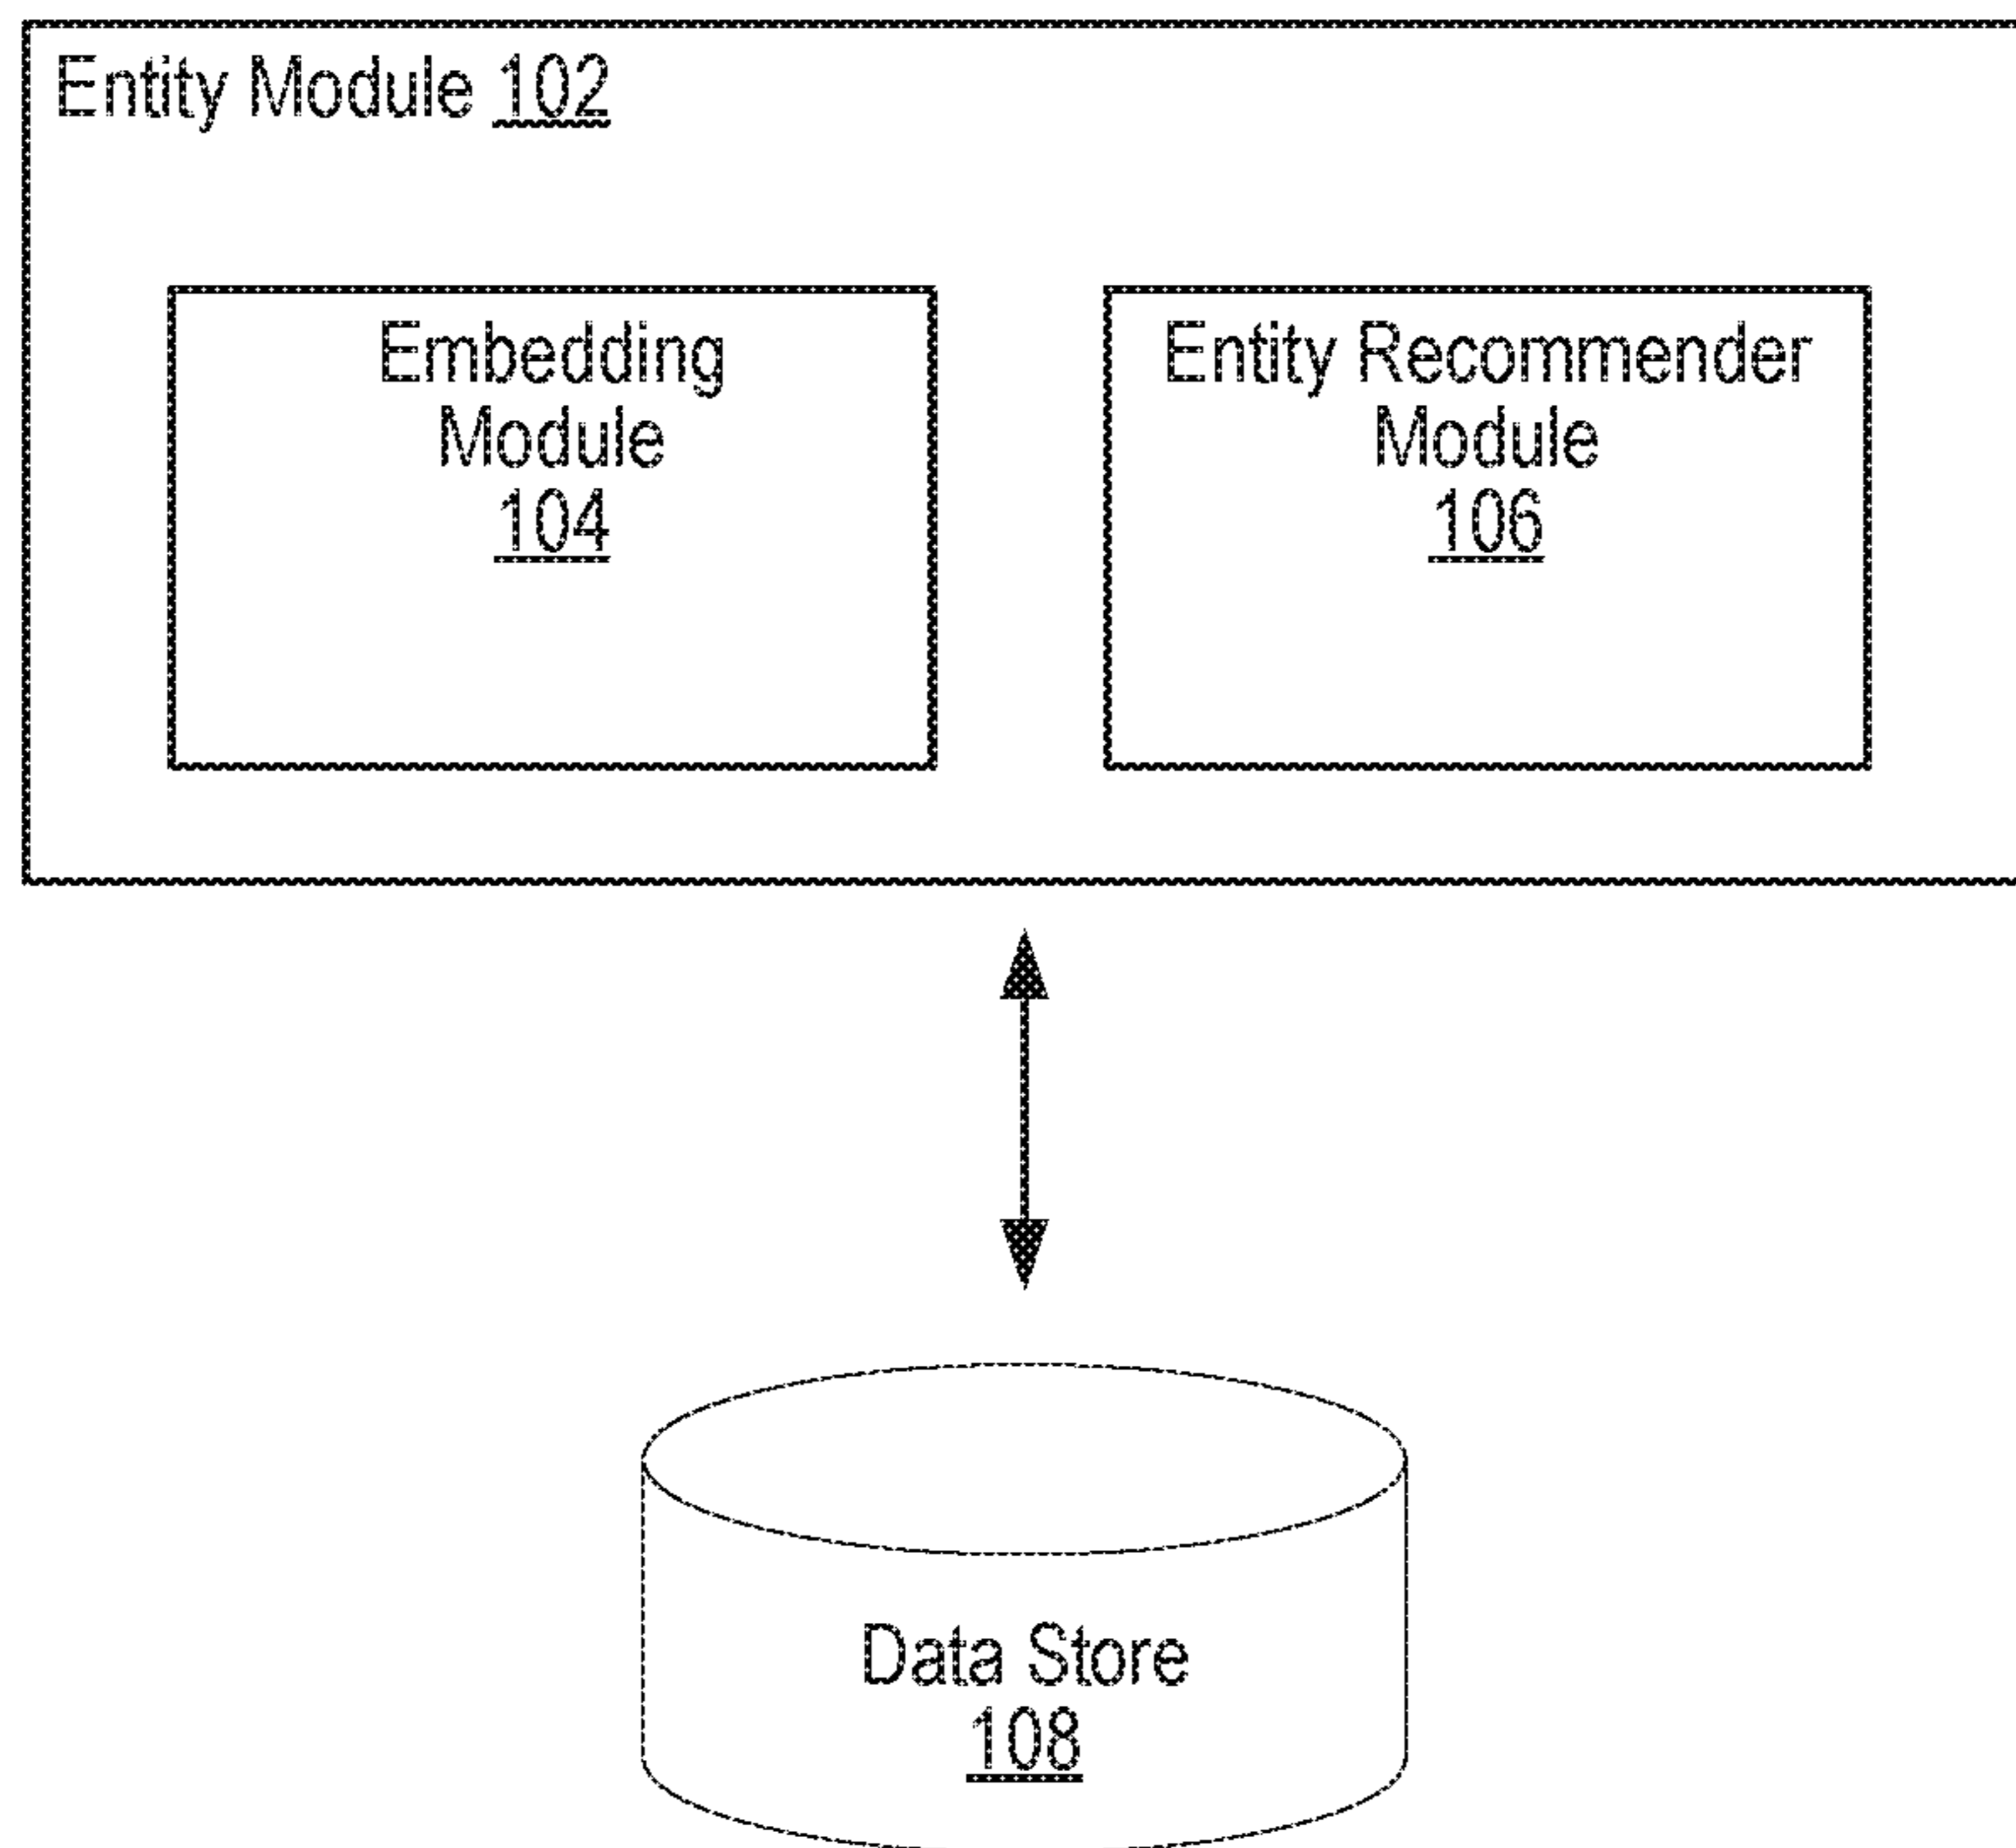 Entity Module 102
Embedding
Module
104
Entity Recommender
Module
106
Data Store
108